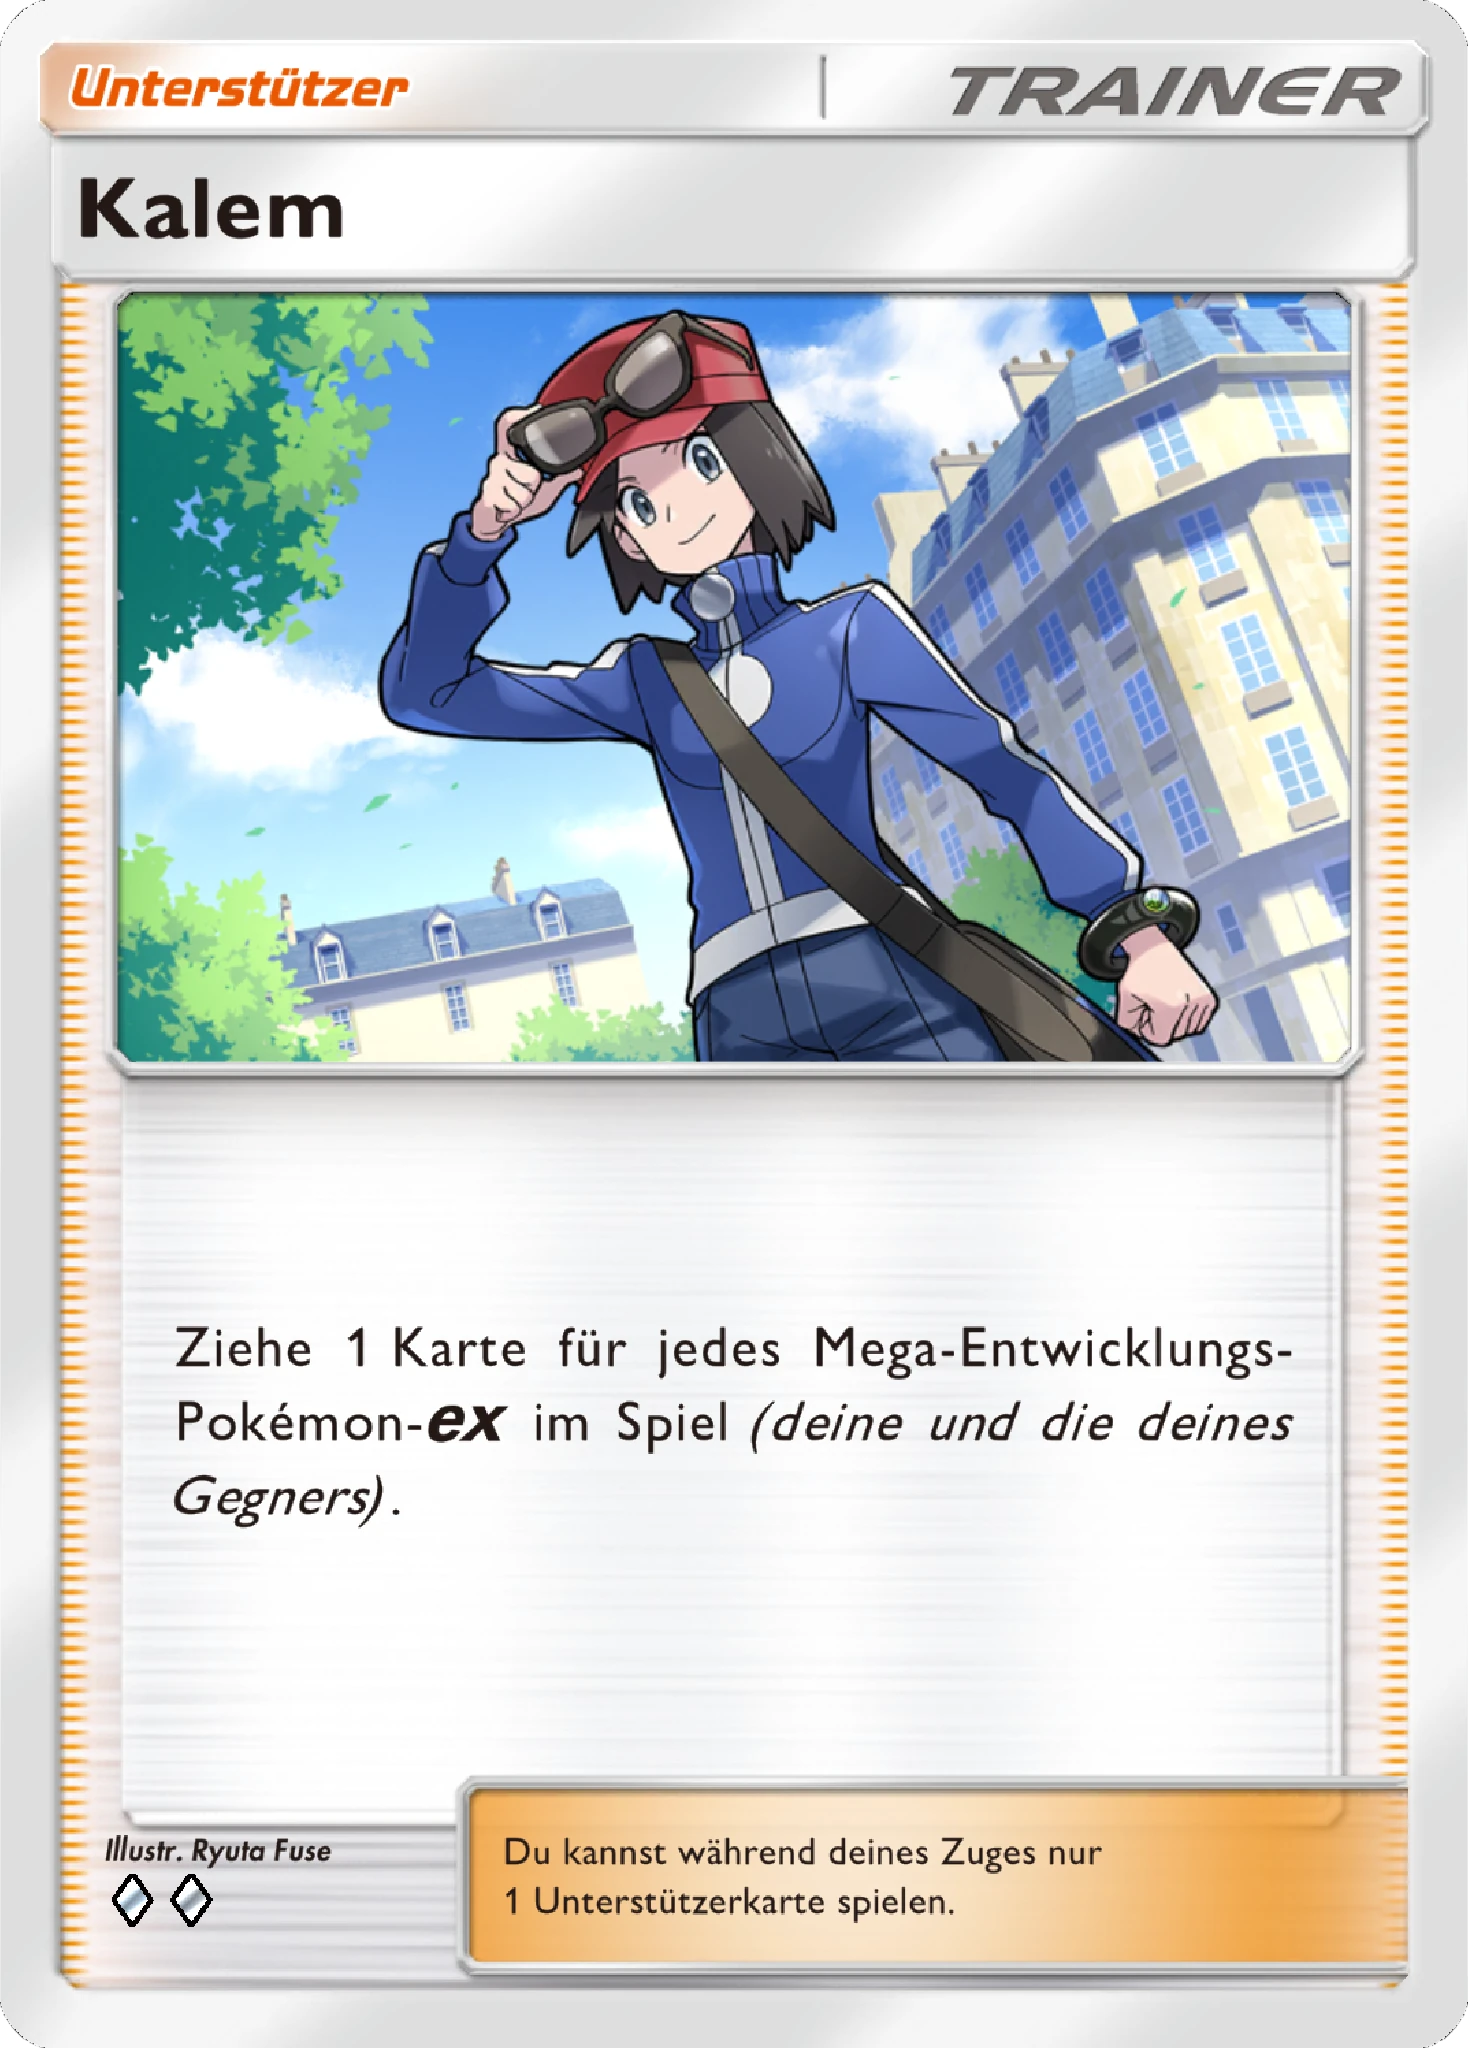 Unterstützer
TRAINER
Kalem
Ziehe 1 Karte für jedes Mega-Entwicklungs-
Pokémon-ex im Spiel (deine und die deines
Gegners).
Illustr. Ryuta Fuse
Du kannst während deines Zuges nur
1 Unterstützerkarte spielen.